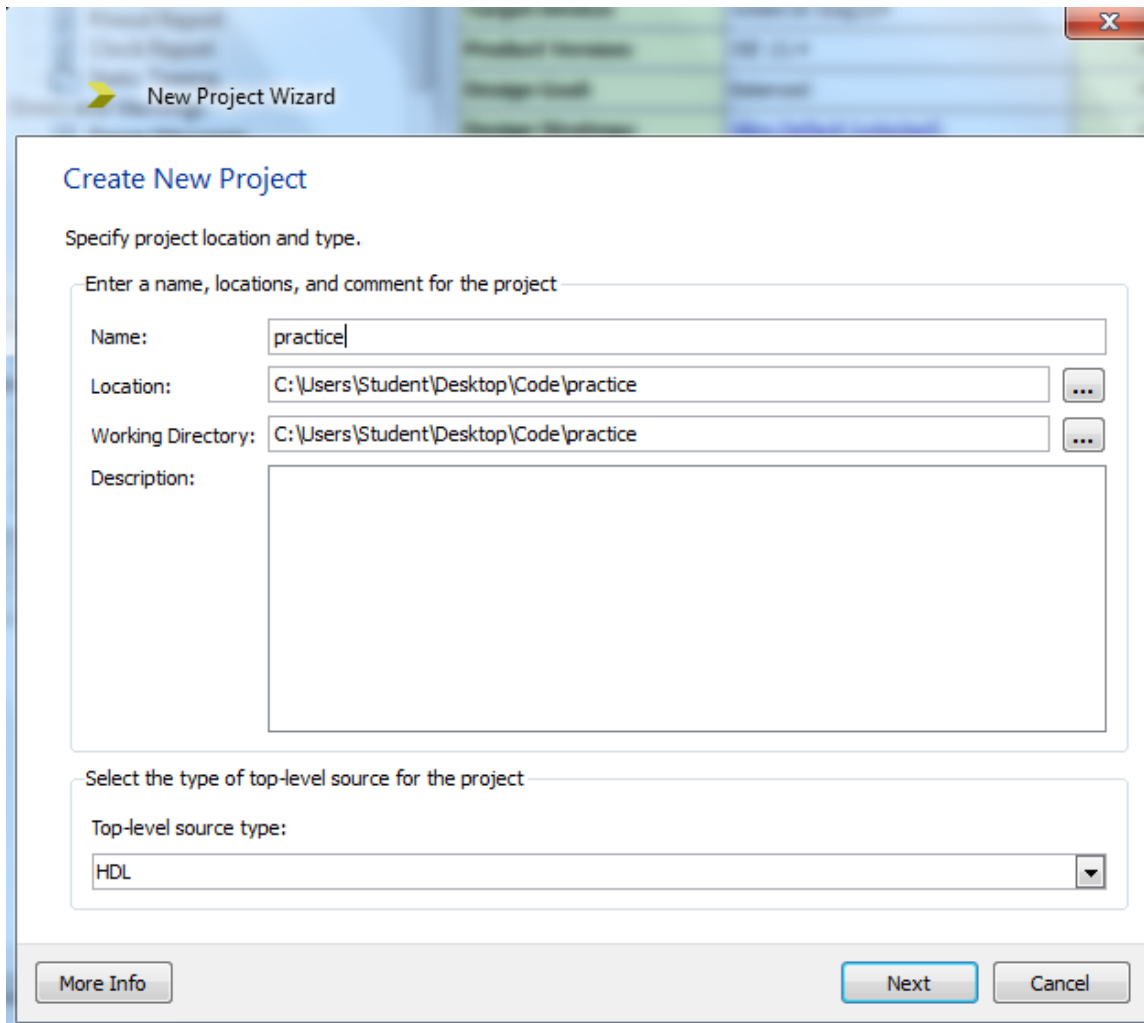 New Project Wizard
Create New Project
Specify project location and type.
Enter a name, locations, and comment for the project
Name:
practice
Location:
C:\Users\Student\Desktop\Code\practice
...
Working Directory:
C:\Users\Student\Desktop\Code\practice
...
Description:
Select the type of top-level source for the project
Top-level source type:
HDL
More Info
Next
Cancel